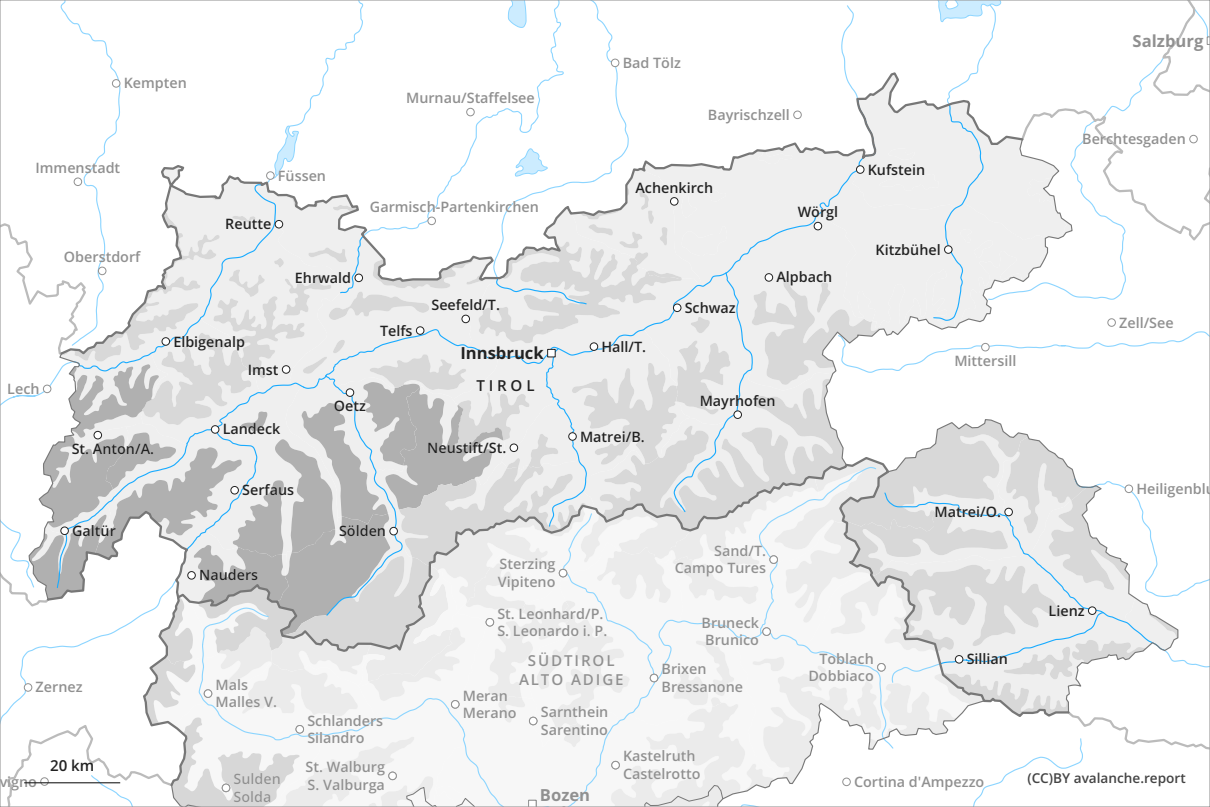 Salzburg
Kempten
Bad Tölz
Murnau/Staffelsee
Bayrischzell
Berchtesgaden
Immenstadt
Füssen
Kufstein
Achenkirch
Garmisch-Partenkirchen
Wörgl
Reutte
Kitzbühel
Oberstdorf
Ehrwald
Alpbach
Seefeld/T.
Schwaz
Telfs
Zell/See
Elbigenalp
Innsbruck
Hall/T.
Mittersill
Imst
TIROL
Lech
Oetz
Mayrhofen
Landeck
Matrei/B.
St. Anton/A.
Neustift/St.
Serfaus
Heiligenblu
Matrei/O.
Galtür
Sölden
Sand/T.
Campo Tures
Sterzing
Vipiteno
Nauders
Lienz
St. Leonhard/P.
S. Leonardo i. P.
Bruneck
Brunico
SÜDTIROL
ALTO ADIGE
Sillian
Toblach
Dobbiaco
Brixen
Bressanone
Zernez
Mals
Malles V.
Meran
Merano
Sarnthein
Sarentino
Schlanders
Silandro
Kastelruth
Castelrotto
20 km
St. Walburg
S. Valburga
Sulden
Solda
vigno
Cortina d'Ampezzo
(CC)BY avalanche.report
Bozen